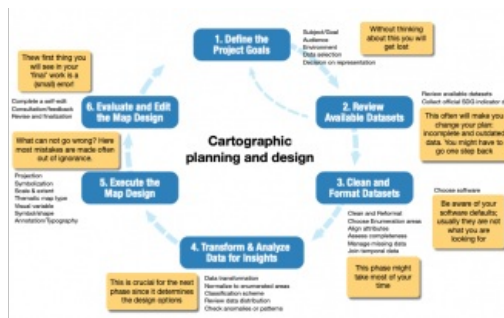 1. Define the
Project Goals
Subject/Goal
Audience
Environment
Data selection
Decision on representation
Without thinking
about this you will
get lost
2. Review
Available Datasets
Review available datasets
Collect official SDG indicator
This often will make you
change your plan:
incomplete and outdated
data. You might have to
go one step back
3. Clean and
Format Datasets
Clean and Reformat
Choose Enumeration areas
Align attributes
Assess completeness
Manage missing data
Join temporal data
Choose software
Be aware of your
software defaults;
usually they are not
what you are
looking for
This phase might
take most of
your time
4. Transform & Analyze
Data for Insights
Data transformation
Normalize to enumerated areas
Classification scheme
Review data distribution
Check anomalies or patterns
This is crucial for the next
phase since it determines
the design options
5. Execute the
Map Design
Projection
Symbolization
Scale & extent
Thematic map type
Visual variable
Symbol/shape
Annotation/Typography
What can not go wrong? Here
most mistakes are made often
out of ignorance.
6. Evaluate and Edit
the Map Design
Complete a self-edit
Consultation/feedback
Review and finalization
Thew first thing you
will see in your
'final' work is a
(small) error!
Cartographic
planning and design